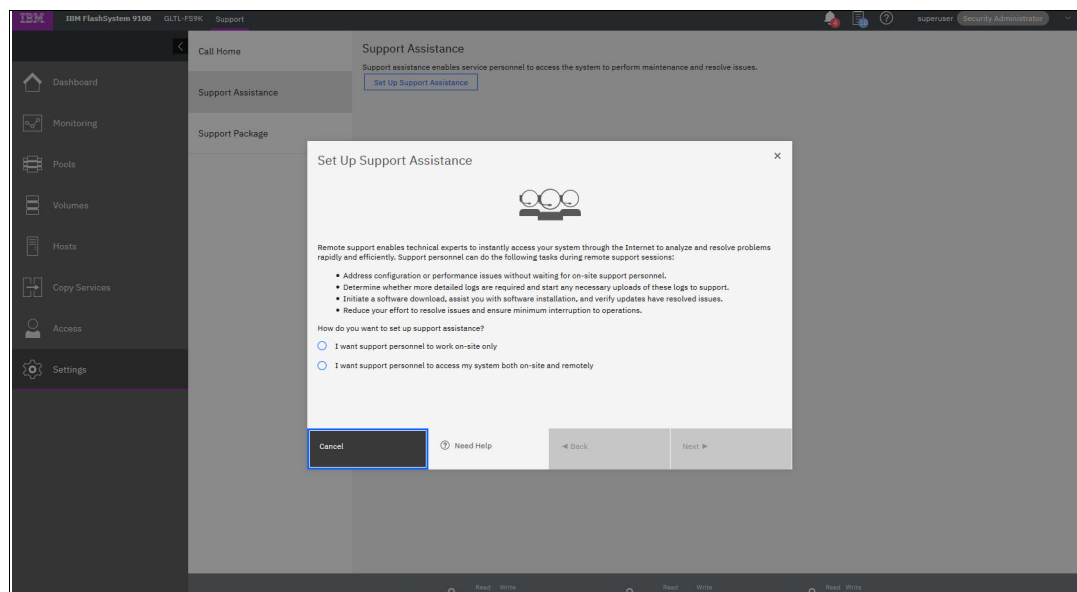 IBM IBM FlashSystem 9100 GLTL-FS9K Support superuser Security Administrator
Call Home
Support Assistance
Support Package
Dashboard
Monitoring
Pools
Volumes
Hosts
Copy Services
Access
Settings
Support Assistance
Support assistance enables service personnel to access the system to perform maintenance and resolve issues.
Set Up Support Assistance
Set Up Support Assistance
Remote support enables technical experts to instantly access your system through the Internet to analyze and resolve problems
rapidly and efficiently. Support personnel can do the following tasks during remote support sessions:
• Address configuration or performance issues without waiting for on-site support personnel.
• Determine whether more detailed logs are required and start any necessary uploads of these logs to support.
• Initiate a software download, assist you with software installation, and verify updates have resolved issues.
• Reduce your effort to resolve issues and ensure minimum interruption to operations.
How do you want to set up support assistance?
I want support personnel to work on-site only
I want support personnel to access my system both on-site and remotely
Cancel Need Help ◄ Back Next ►
Read Write Read Write Read Write